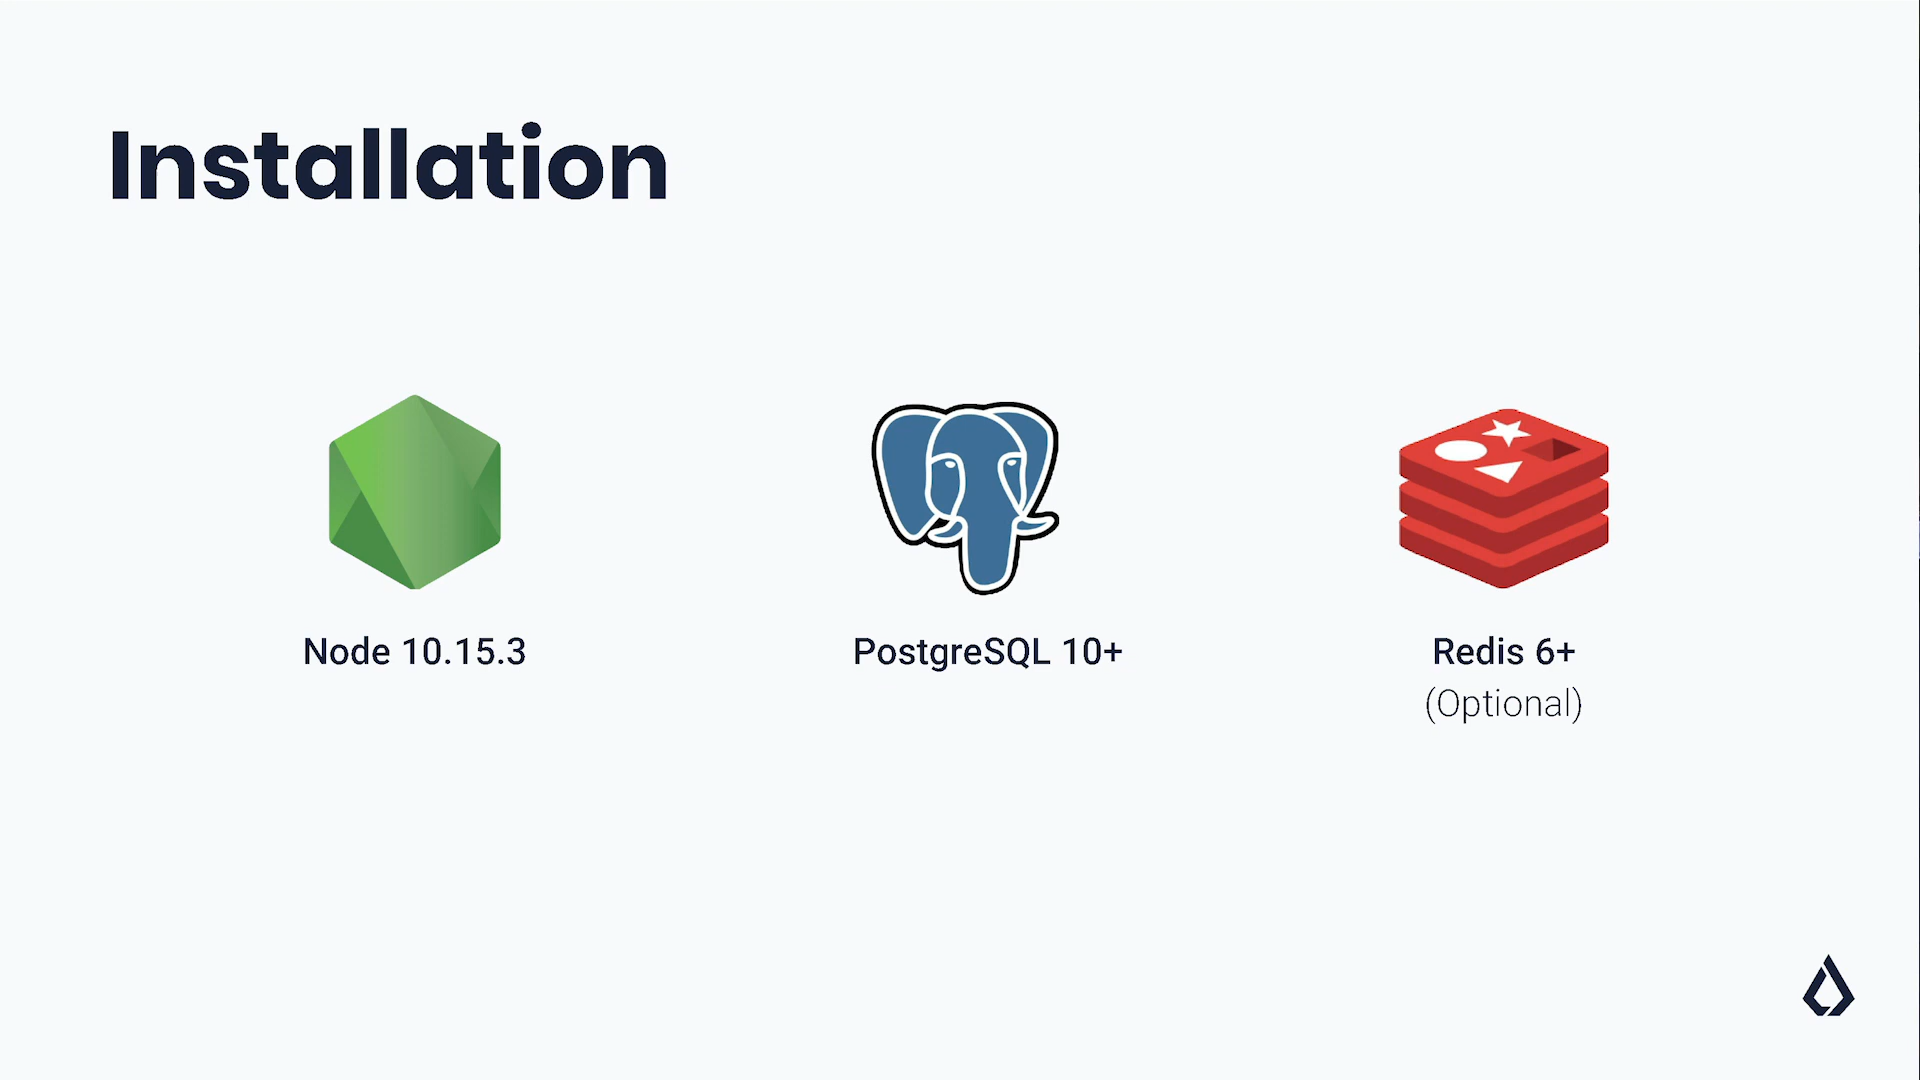 Installation
Node 10.15.3
PostgreSQL 10+
Redis 6+
(Optional)